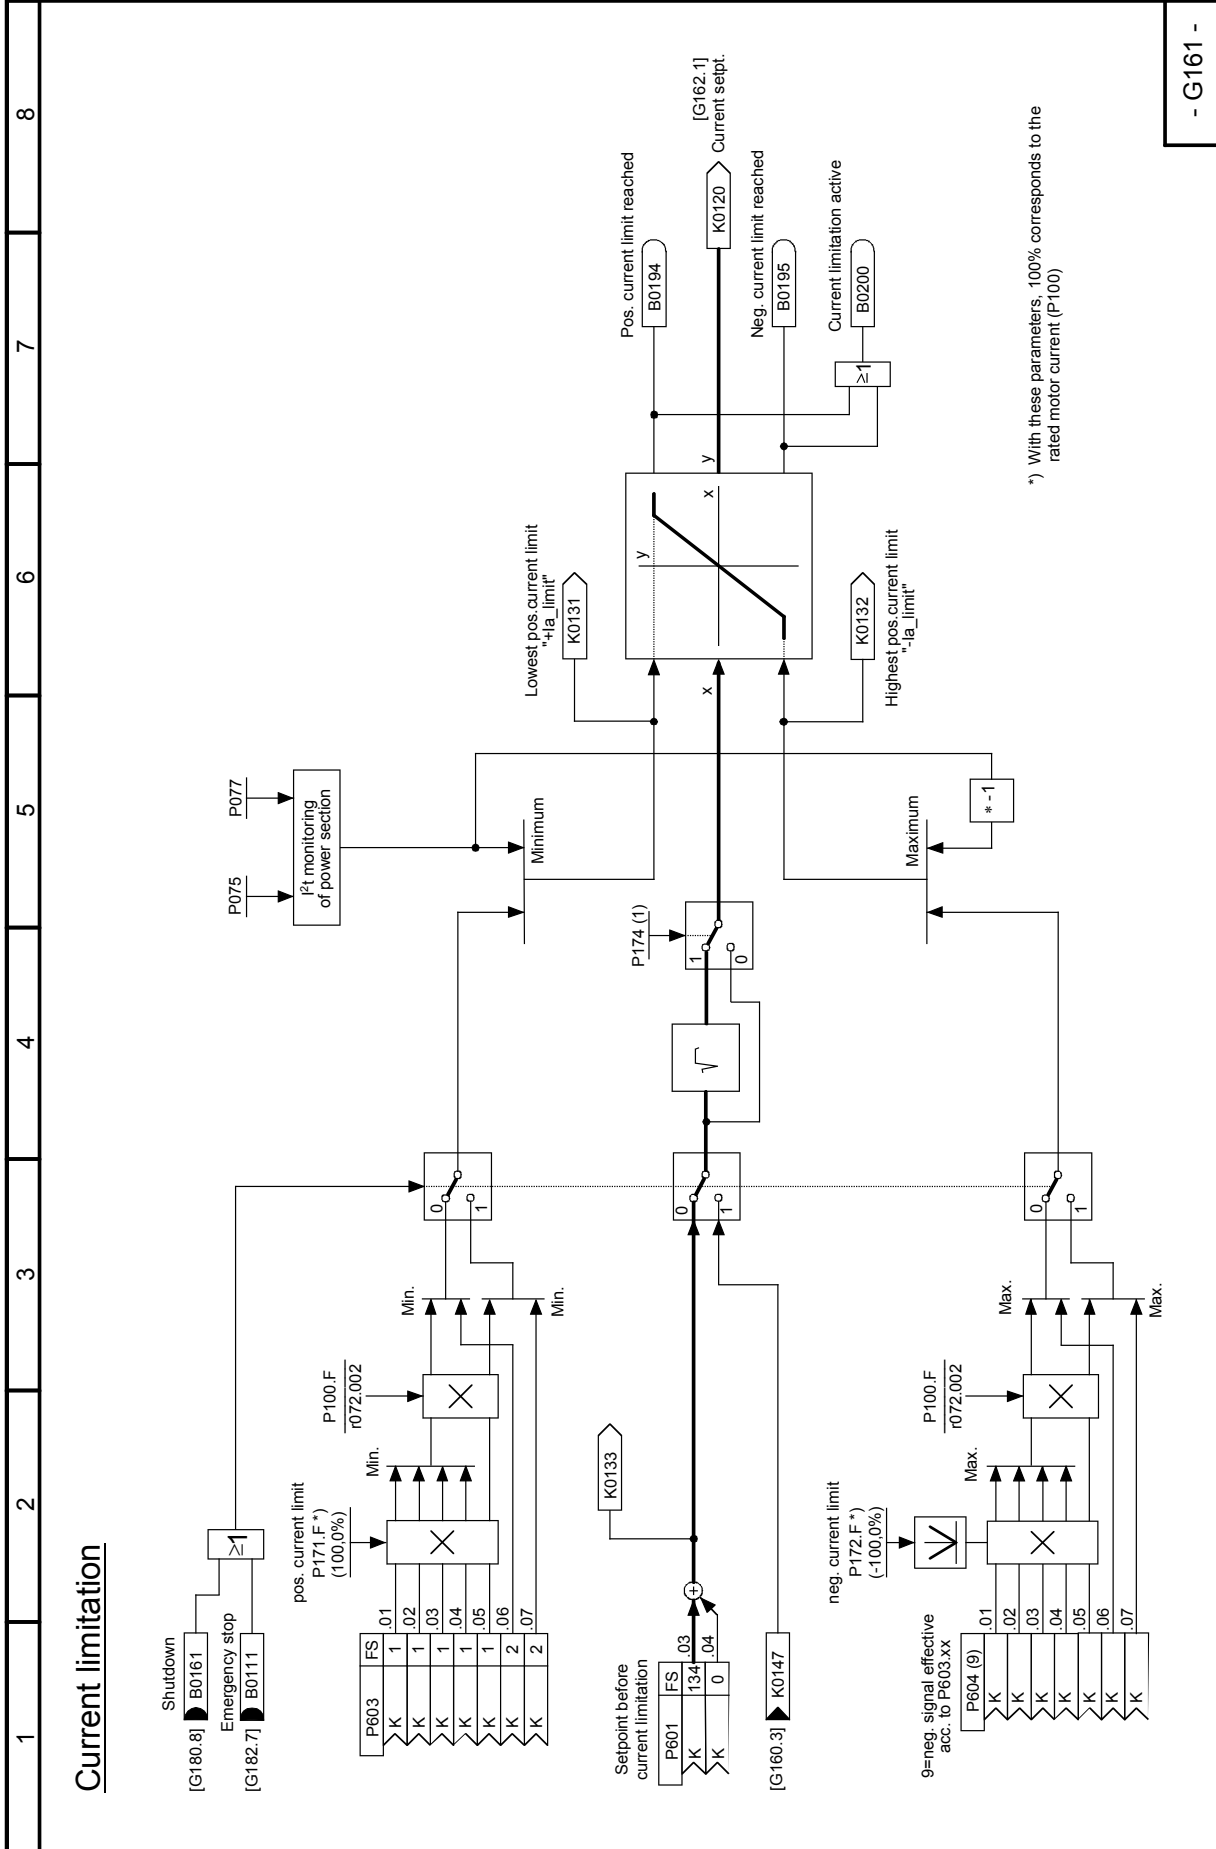 Current limitation
1
2
3
4
5
6
7
8
Shutdown
[G180.8]
B0161
Emergency stop
[G182.7]
B0111
≥1
P603
FS
K
1
.01
K
1
.02
K
1
.03
K
1
.04
K
1
.05
K
2
.06
K
2
.07
pos. current limit
P171.F *)
(100,0%)
Min.
P100.F
r072.002
Min.
Min.
0
1
P075
P077
I²t monitoring
of power section
Minimum
Lowest pos.current limit
"+Ia_limit"
K0131
Setpoint before
current limitation
P601
FS
K
134
.03
K
0
.04
+
K0133
[G160.3]
K0147
0
1
√
P174 (1)
1
0
x
y
x
y
Pos. current limit reached
B0194
[G162.1]
K0120
Current setpt.
Neg. current limit reached
B0195
Current limitation active
≥1
B0200
9=neg. signal effective
acc. to P603.xx
P604 (9)
K
.01
K
.02
K
.03
K
.04
K
.05
K
.06
K
.07
neg. current limit
P172.F *)
(-100,0%)
Max.
P100.F
r072.002
Max.
Max.
0
1
Maximum
* -1
K0132
Highest pos.current limit
"-Ia_limit"
*) With these parameters, 100% corresponds to the
rated motor current (P100)
- G161 -